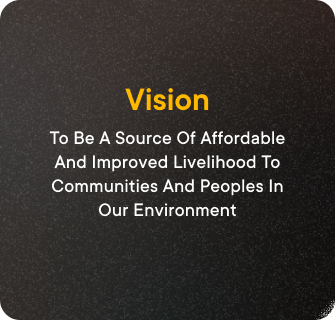 Vision
To Be A Source Of Affordable
And Improved Livelihood To
Communities And Peoples In
Our Environment